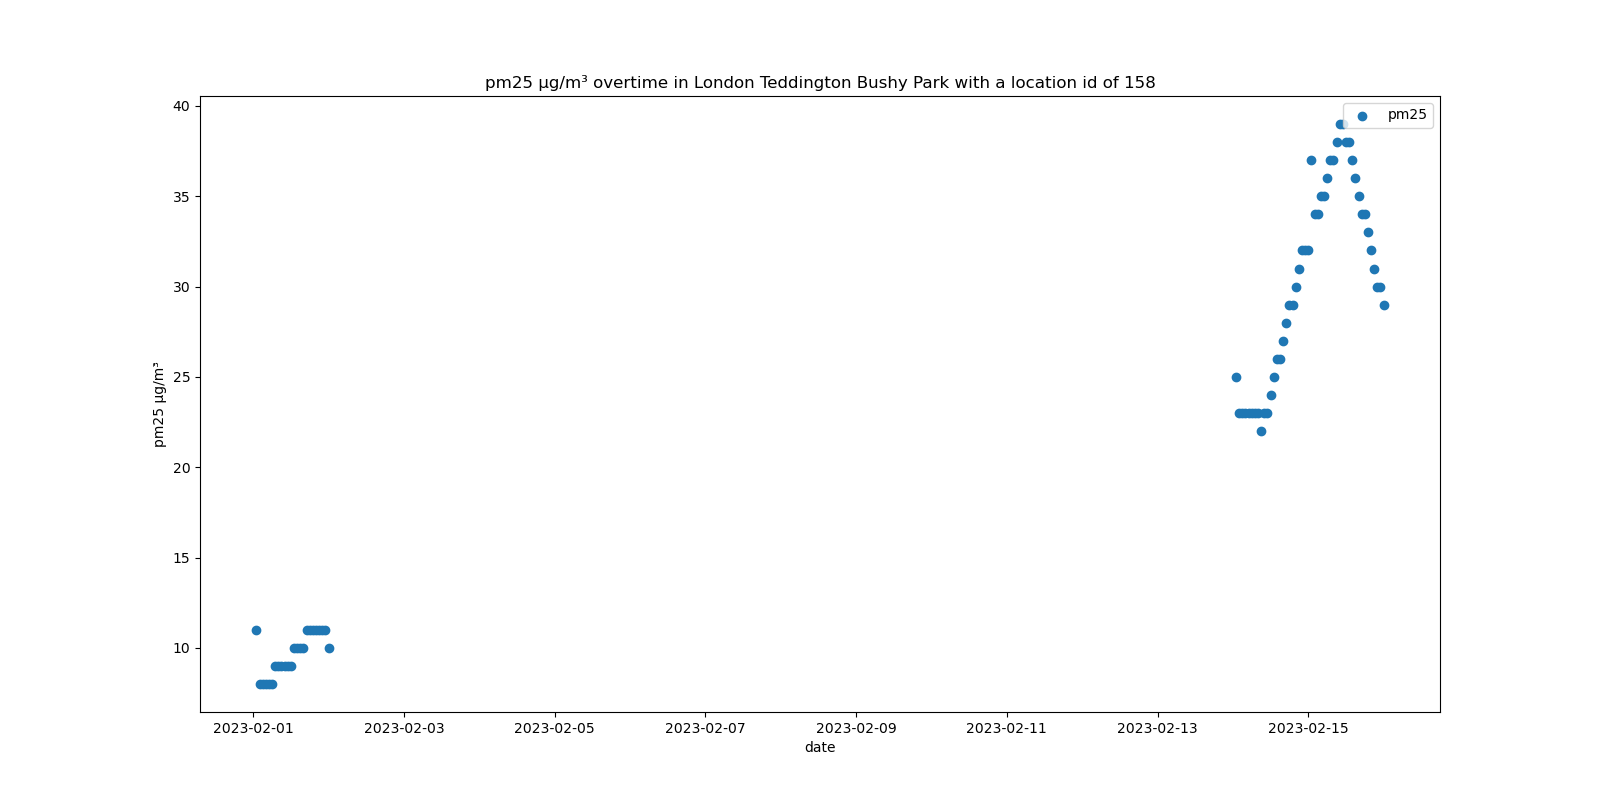 pm25 µg/m³ overtime in London Teddington Bushy Park with a location id of 158
pm25
40
35
30
25
20
15
10
pm25 µg/m³
2023-02-01 2023-02-03 2023-02-05 2023-02-07 2023-02-09 2023-02-11 2023-02-13 2023-02-15
date